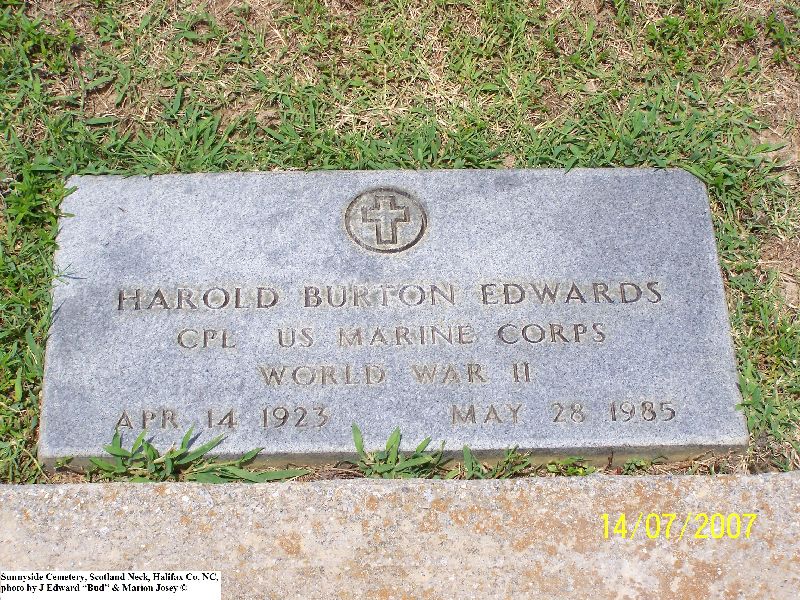 HAROLD BURTON EDWARDS
CPL US MARINE CORPS
WORLD WAR II
APR 14 1923 MAY 28 1985
14/07/2007
Sunnyside Cemetery, Scotland Neck, Halifax Co. NC,
photo by J Edward "Bud" & Marion Josey ©